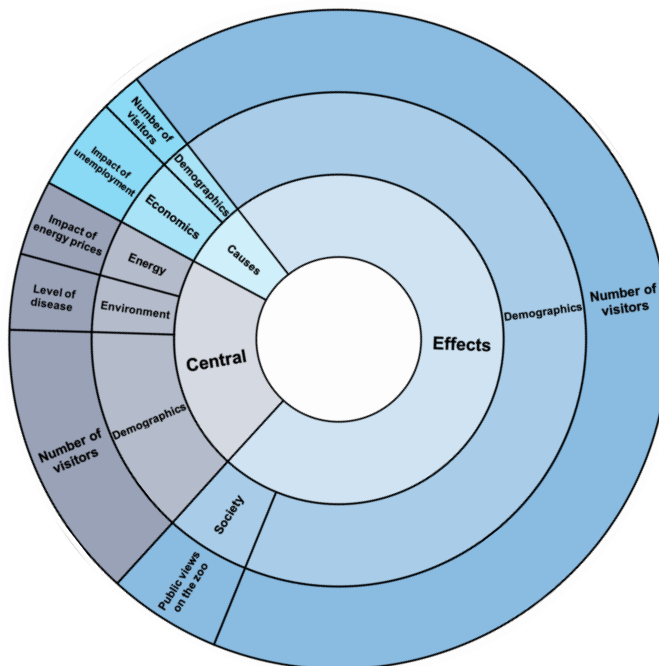 Number of
visitors
Demographics
Impact of
unemployment
Economics
Causes
Impact of
energy prices
Energy
Level of
disease
Environment
Central
Number of
visitors
Demographics
Effects
Demographics
Number of
visitors
Society
Public views
on the zoo